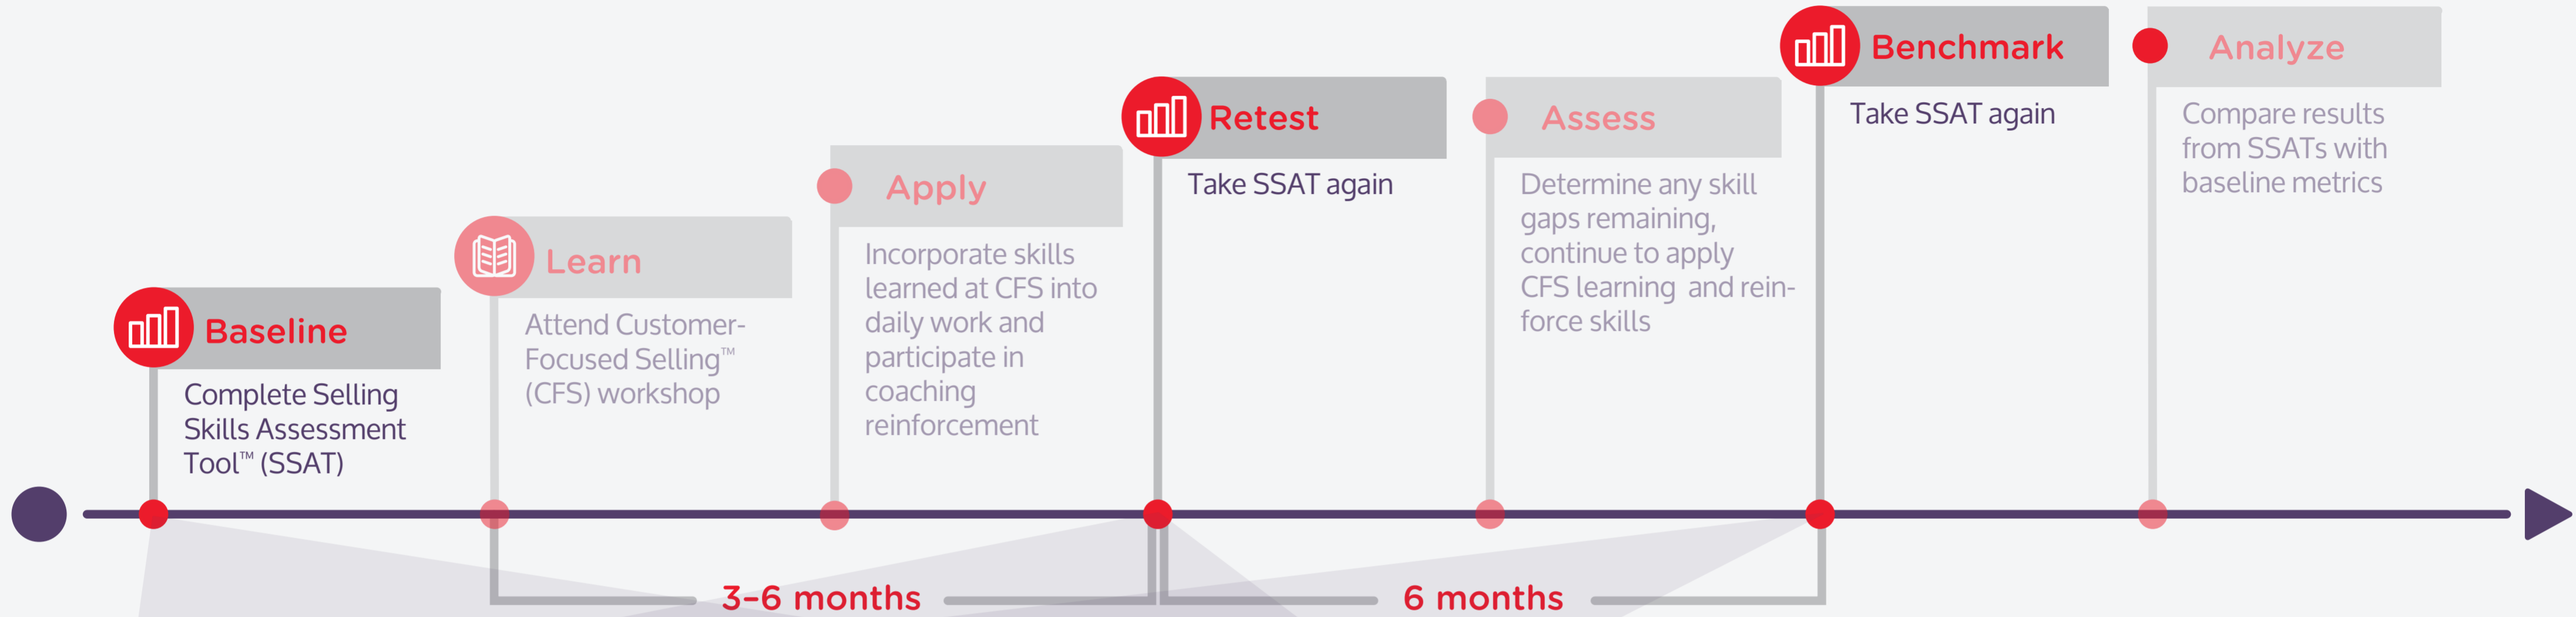 Baseline
Complete Selling
Skills Assessment
Tool™ (SSAT)
Learn
Attend Customer-
Focused Selling™
(CFS) workshop
Apply
Incorporate skills
learned at CFS into
daily work and
participate in
coaching
reinforcement
Retest
Take SSAT again
Assess
Determine any skill
gaps remaining,
continue to apply
CFS learning and rein-
force skills
Benchmark
Take SSAT again
Analyze
Compare results
from SSATs with
baseline metrics
3–6 months
6 months